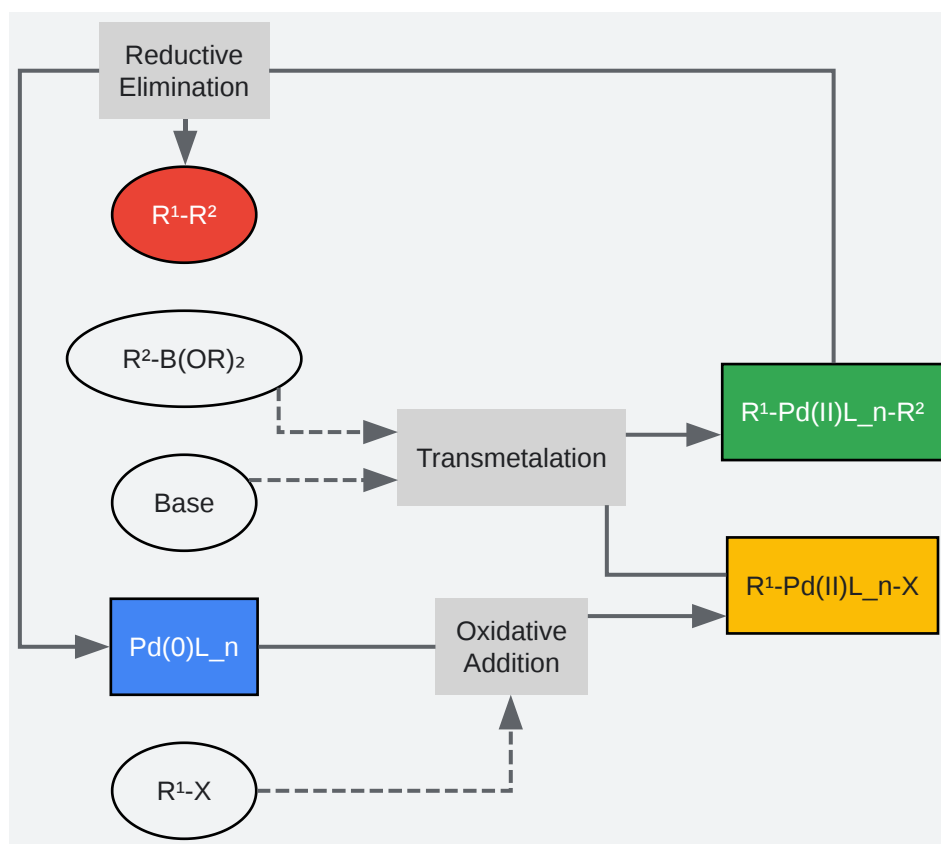 Reductive
Elimination
R¹-R²
R²-B(OR)₂
R¹-Pd(II)L_n-R²
Transmetalation
Base
R¹-Pd(II)L_n-X
Oxidative
Addition
Pd(0)L_n
R¹-X